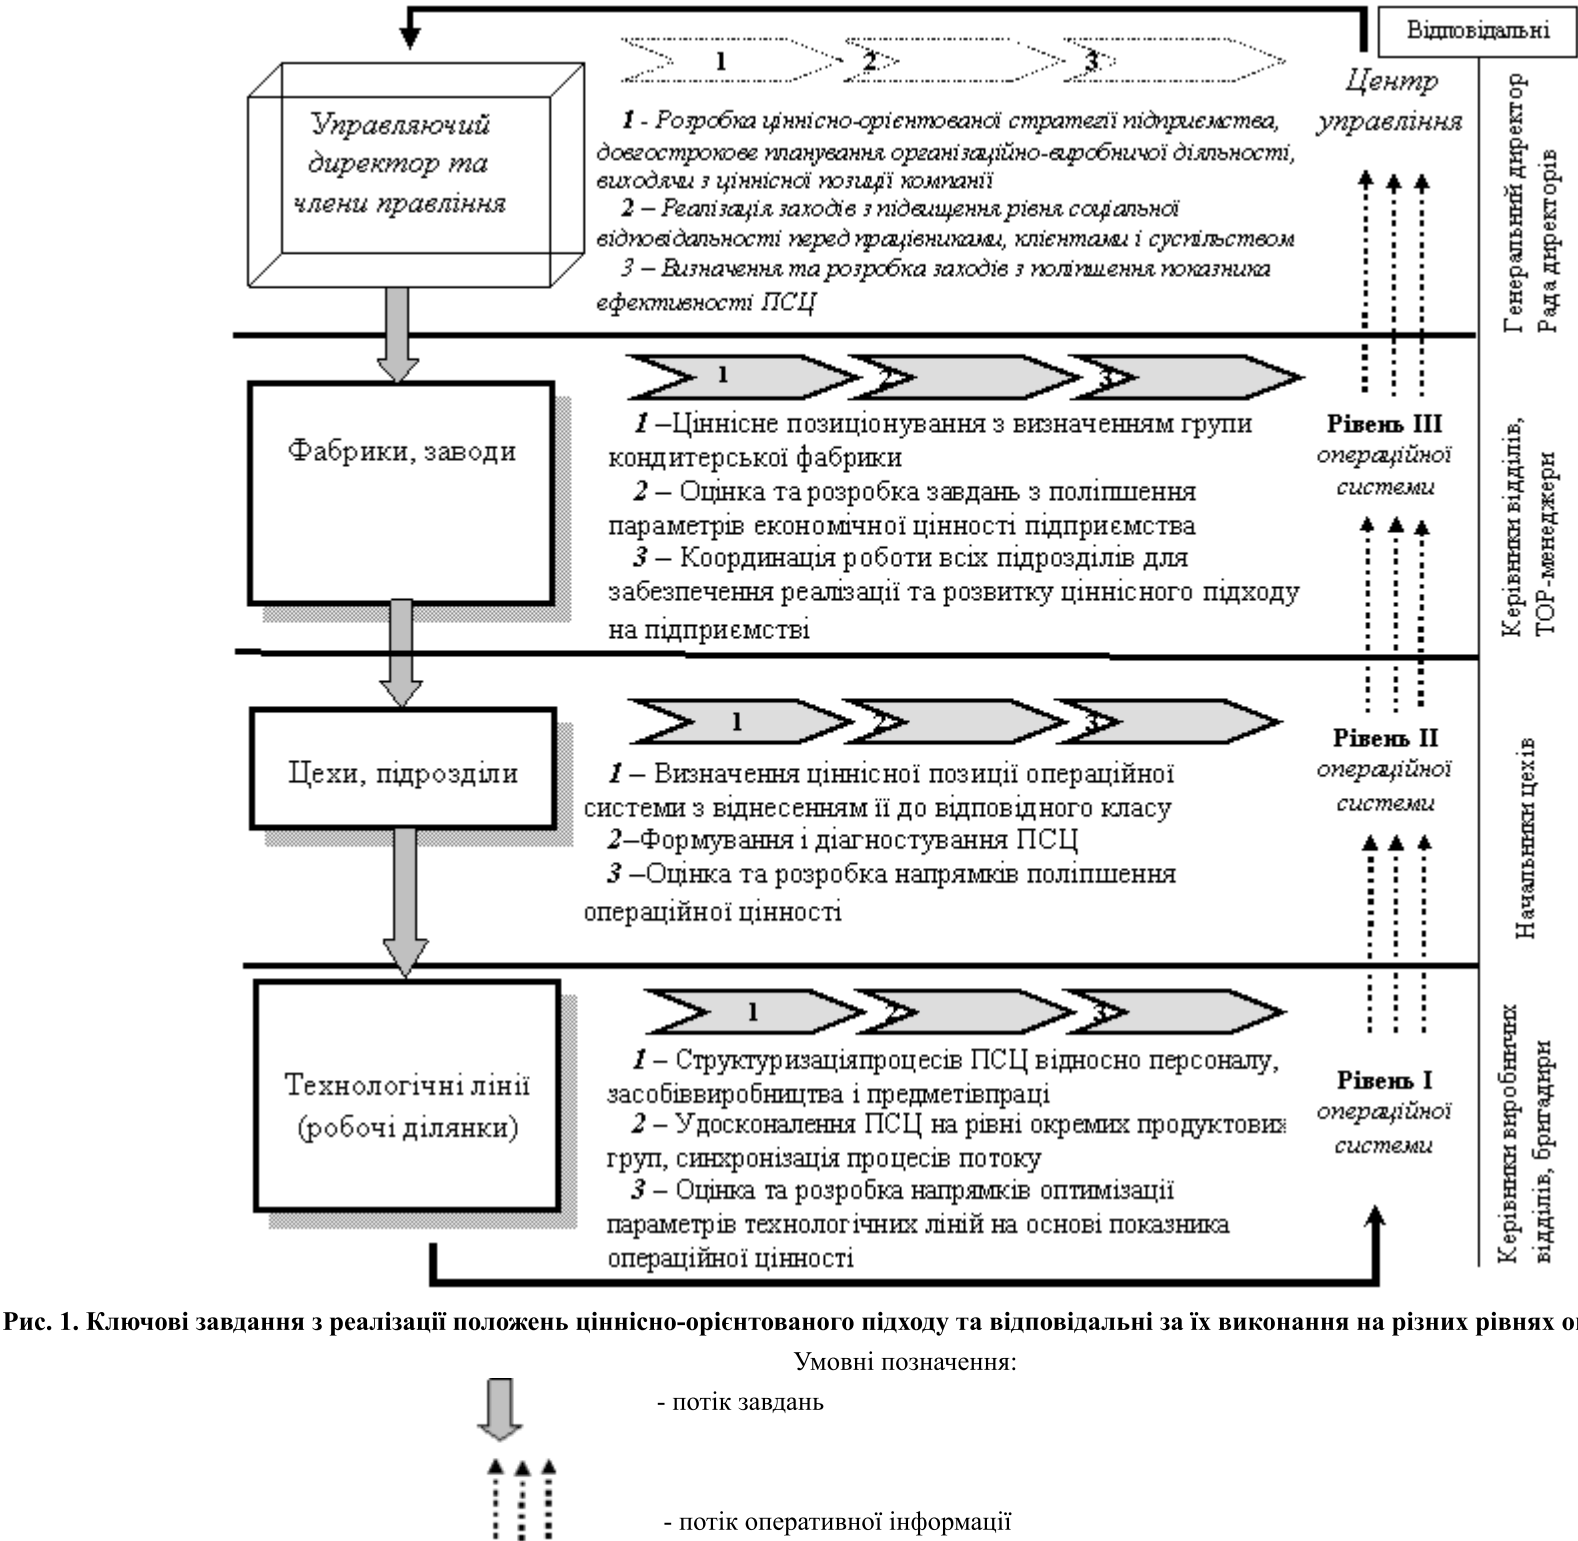 Відповідальні
1
2
3
Центр
управління
Управляючий
директор та
члени правління
1 - Розробка ціннісно-орієнтованої стратегії підприємства,
довгострокове планування організаційно-виробничої діяльності,
виходячи з ціннісної позиції компанії
2 – Реалізація заходів з підвищення рівня соціальної
відповідальності перед працівниками, клієнтами і суспільством
3 – Визначення та розробка заходів з поліпшення показника
ефективності ПСЦ
Генеральний директор
Рада директорів
1
2
3
Фабрики, заводи
1 –Ціннісне позиціонування з визначенням групи
кондитерської фабрики
2 – Оцінка та розробка завдань з поліпшення
параметрів економічної цінності підприємства
3 – Координація роботи всіх підрозділів для
забезпечення реалізації та розвитку ціннісного підходу
на підприємстві
Рівень III
операційної
системи
Керівники відділів,
TOP-менеджери
1
2
3
Цехи, підрозділи
1 – Визначення ціннісної позиції операційної
системи з віднесенням її до відповідного класу
2–Формування і діагностування ПСЦ
3 –Оцінка та розробка напрямків поліпшення
операційної цінності
Рівень II
операційної
системи
Начальники цехів
1
2
3
Технологічні лінії
(робочі ділянки)
1 – Структуризаціяпроцесів ПСЦ відносно персоналу,
засобіввиробництва і предметівпраці
2 – Удосконалення ПСЦ на рівні окремих продуктових
груп, синхронізація процесів потоку
3 – Оцінка та розробка напрямків оптимізації
параметрів технологічних ліній на основі показника
операційної цінності
Рівень I
операційної
системи
Керівники виробничих
відділів, бригадири
Рис. 1. Ключові завдання з реалізації положень ціннісно-орієнтованого підходу та відповідальні за їх виконання на різних рівнях
Умовні позначення:
- потік завдань
- потік оперативної інформації